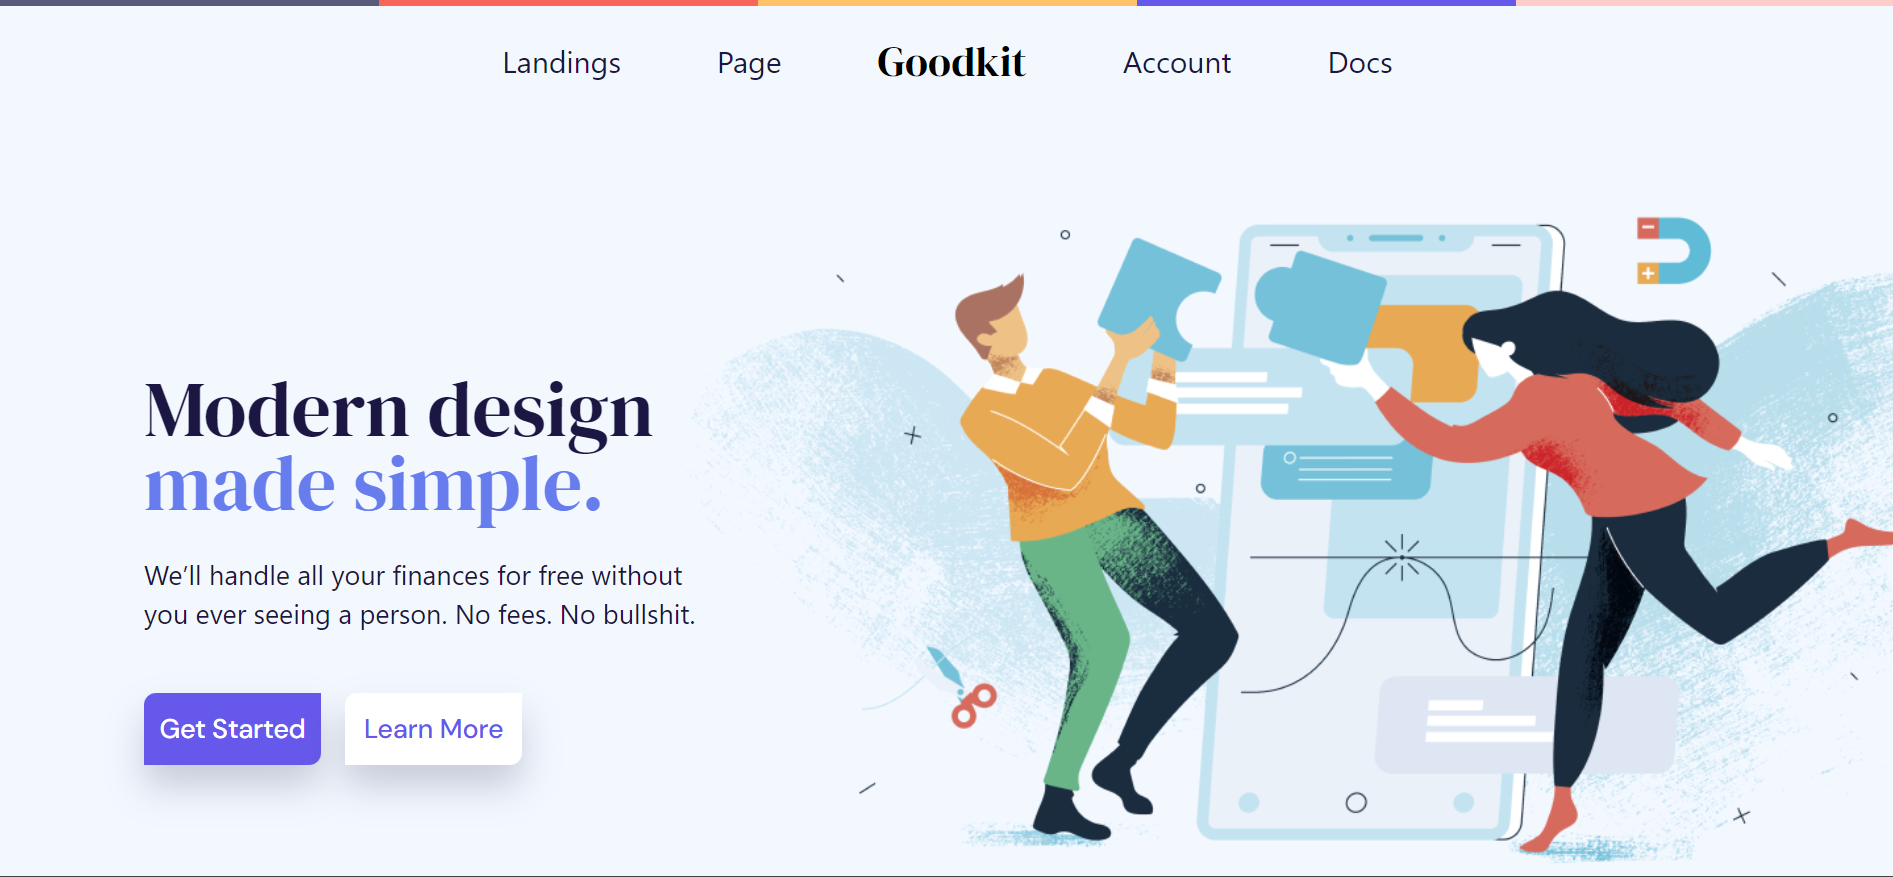 Landings Page Goodkit Account Docs
Modern design
made simple.
We’ll handle all your finances for free without
you ever seeing a person. No fees. No bullshit.
Get Started Learn More